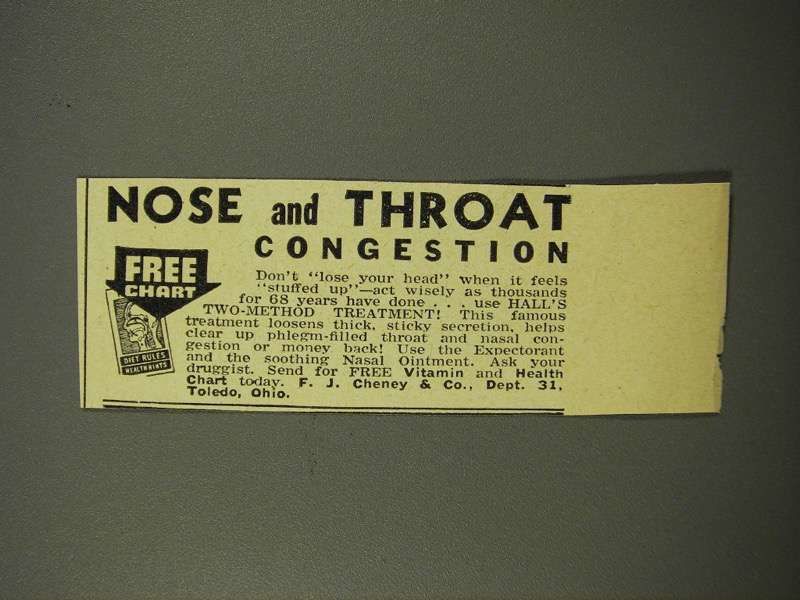 NOSE and THROAT
CONGESTION
FREE
CHART
DIET RULES
HEALTH HINTS
Don't "lose your head" when it feels
"stuffed up"—act wisely as thousands
for 68 years have done . . . use HALL'S
TWO-METHOD TREATMENT! This famous
treatment loosens thick, sticky secretion, helps
clear up phlegm-filled throat and nasal con-
gestion or money back! Use the Expectorant
and the soothing Nasal Ointment. Ask your
druggist. Send for FREE Vitamin and Health
Chart today. F. J. Cheney & Co., Dept. 31,
Toledo, Ohio.